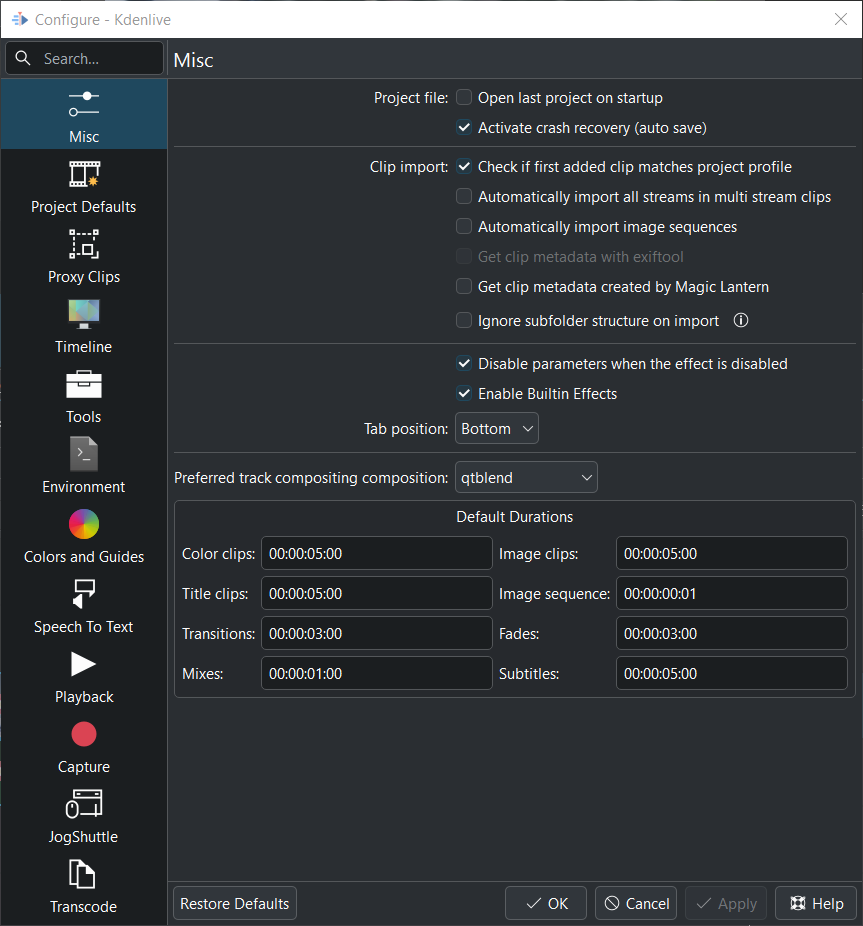 Configure - Kdenlive
Search...
Misc
Misc
Project Defaults
Proxy Clips
Timeline
Tools
Environment
Colors and Guides
Speech To Text
Playback
Capture
JogShuttle
Transcode
Project file: Open last project on startup
Activate crash recovery (auto save)
Clip import: Check if first added clip matches project profile
Automatically import all streams in multi stream clips
Automatically import image sequences
Get clip metadata with exiftool
Get clip metadata created by Magic Lantern
Ignore subfolder structure on import
Disable parameters when the effect is disabled
Enable Builtin Effects
Tab position: Bottom
Preferred track compositing composition: qtblend
Default Durations
Color clips: 00:00:05:00 Image clips: 00:00:05:00
Title clips: 00:00:05:00 Image sequence: 00:00:00:01
Transitions: 00:00:03:00 Fades: 00:00:03:00
Mixes: 00:00:01:00 Subtitles: 00:00:05:00
Restore Defaults OK Cancel Apply Help